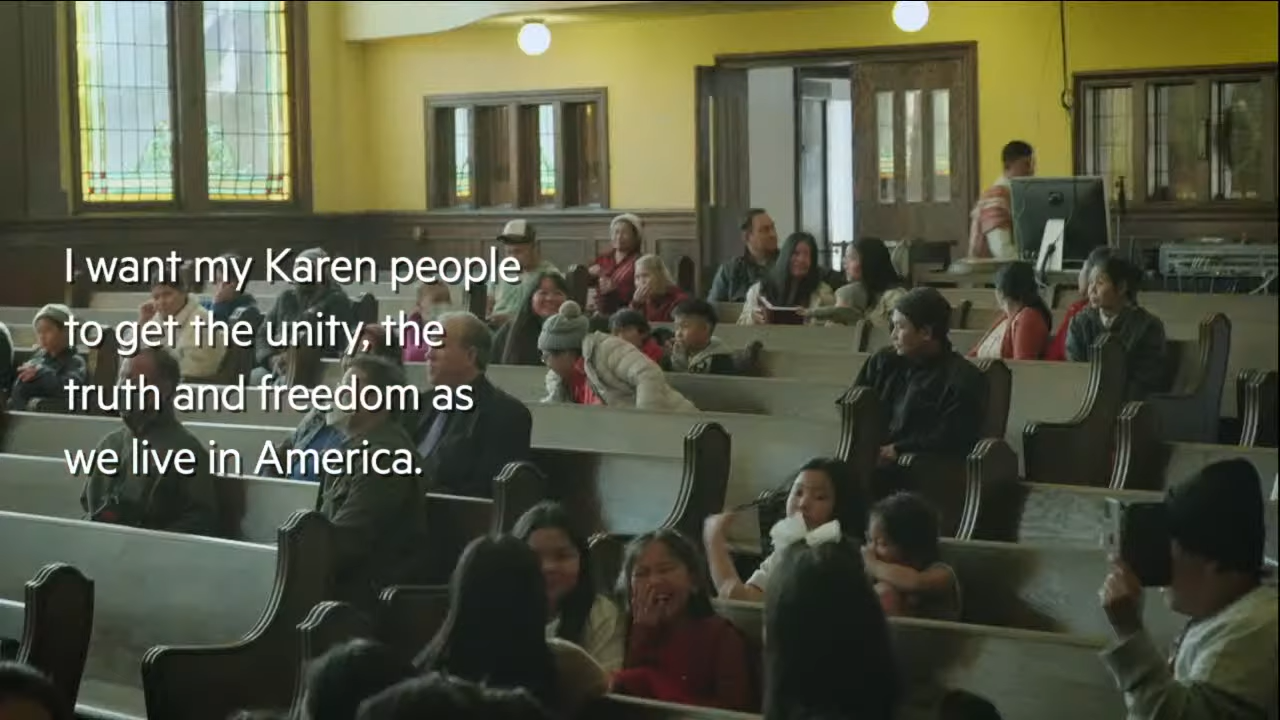 I want my Karen people
to get the unity, the
truth and freedom as
we live in America.